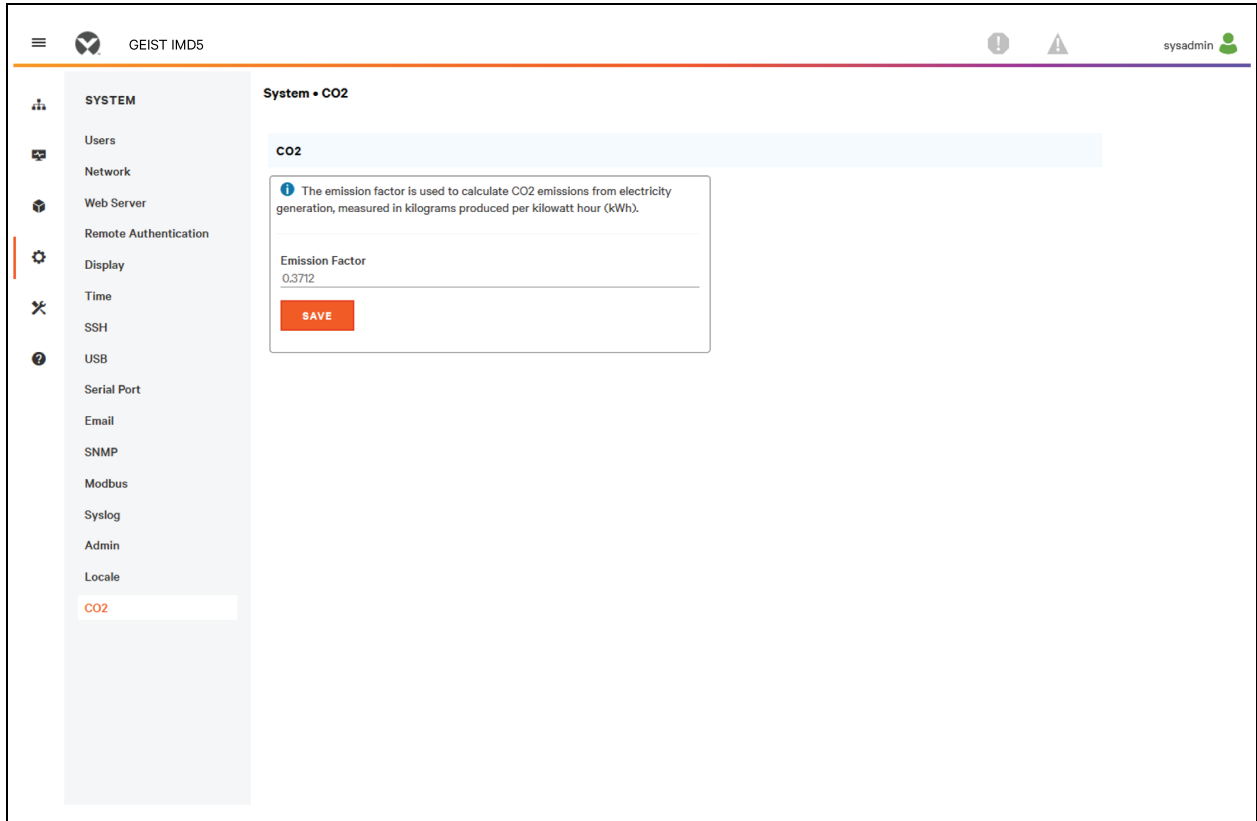 GEIST IMD5
sysadmin
SYSTEM
Users
Network
Web Server
Remote Authentication
Display
Time
SSH
USB
Serial Port
Email
SNMP
Modbus
Syslog
Admin
Locale
CO2
System • CO2
CO2
The emission factor is used to calculate CO2 emissions from electricity
generation, measured in kilograms produced per kilowatt hour (kWh).
Emission Factor
0.3712
SAVE